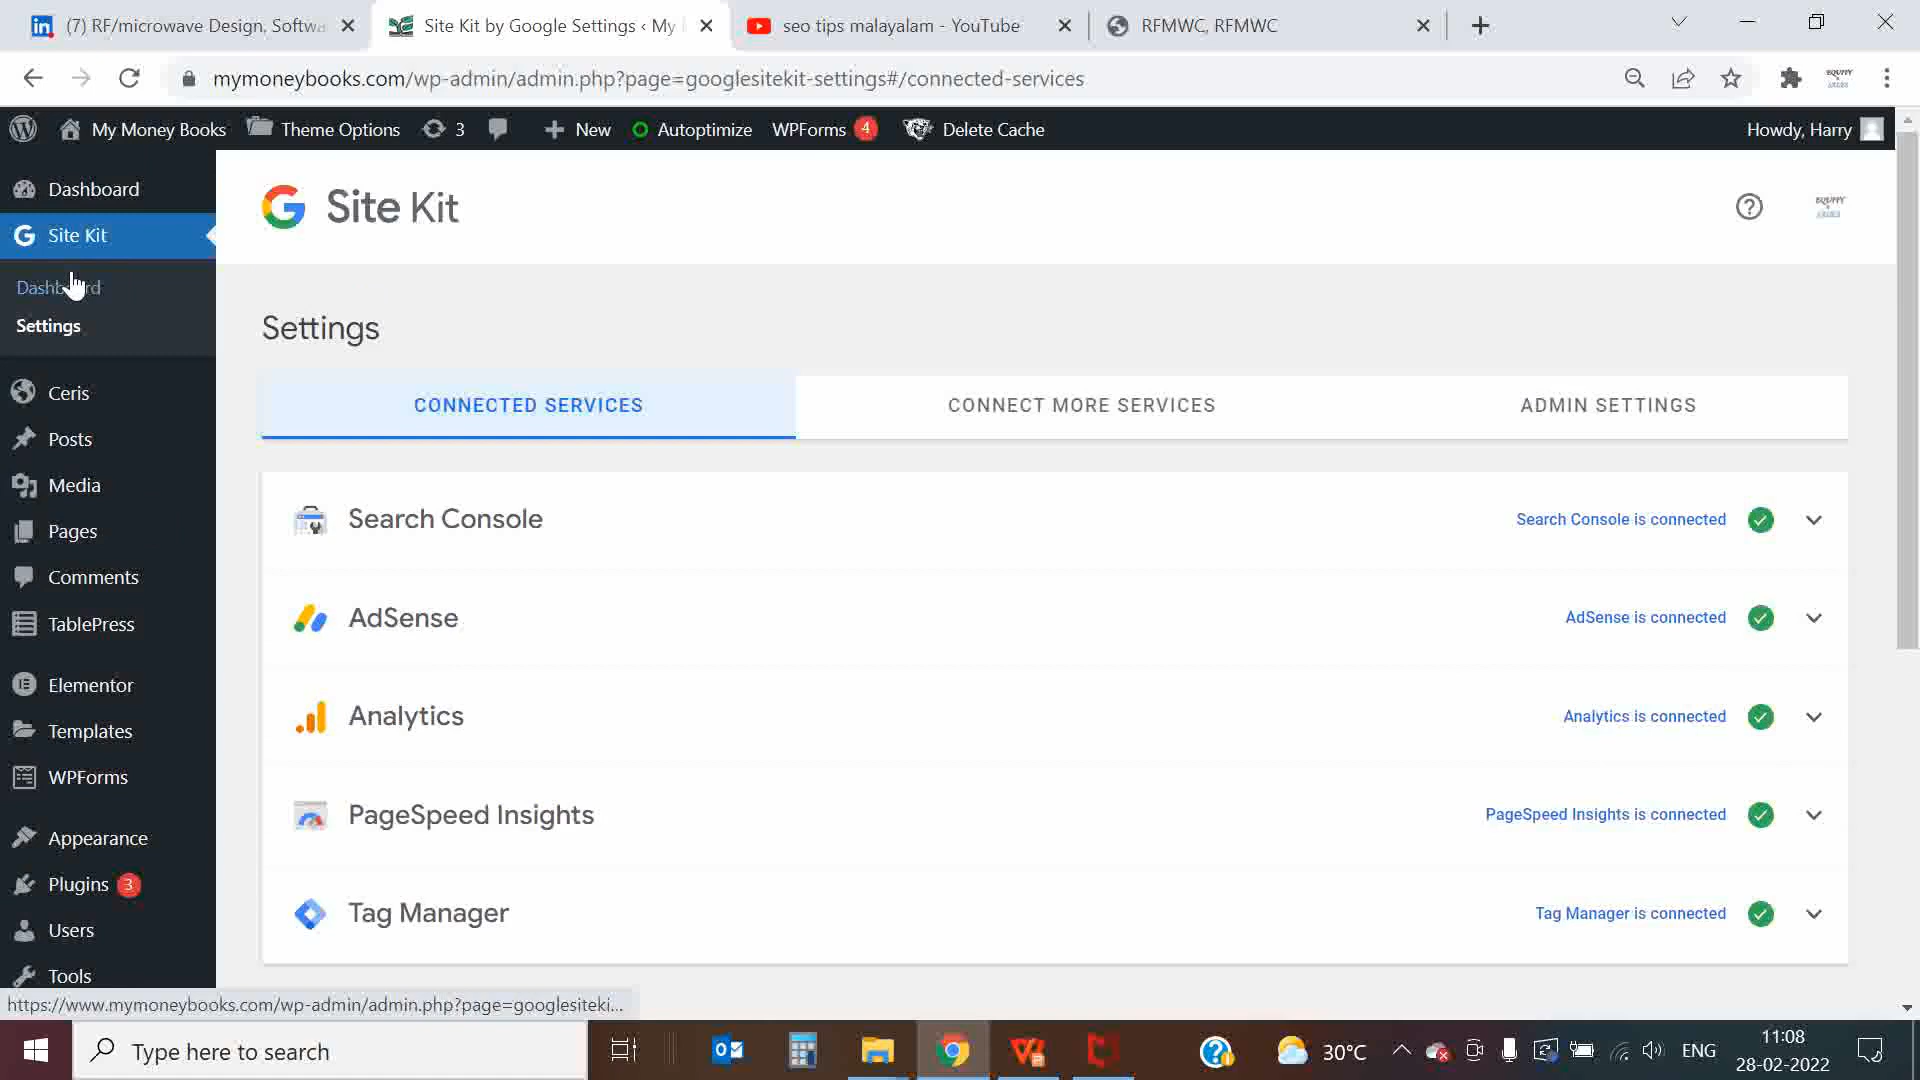 (7) RF/microwave Design, Softwa
Site Kit by Google Settings ‹ My
seo tips malayalam - YouTube
RFMWC, RFMWC
mymoneybooks.com/wp-admin/admin.php?page=googlesitekit-settings#/connected-services
My Money Books
Theme Options
3
New
Autoptimize
WPForms 4
Delete Cache
Howdy, Harry
Dashboard
Site Kit
Dashboard
Settings
Ceris
Posts
Media
Pages
Comments
TablePress
Elementor
Templates
WPForms
Appearance
Plugins 3
Users
Tools
Site Kit
Settings
CONNECTED SERVICES
CONNECT MORE SERVICES
ADMIN SETTINGS
Search Console
Search Console is connected
AdSense
AdSense is connected
Analytics
Analytics is connected
PageSpeed Insights
PageSpeed Insights is connected
Tag Manager
Tag Manager is connected
https://www.mymoneybooks.com/wp-admin/admin.php?page=googlesiteki...
Type here to search
30°C
ENG
11:08
28-02-2022